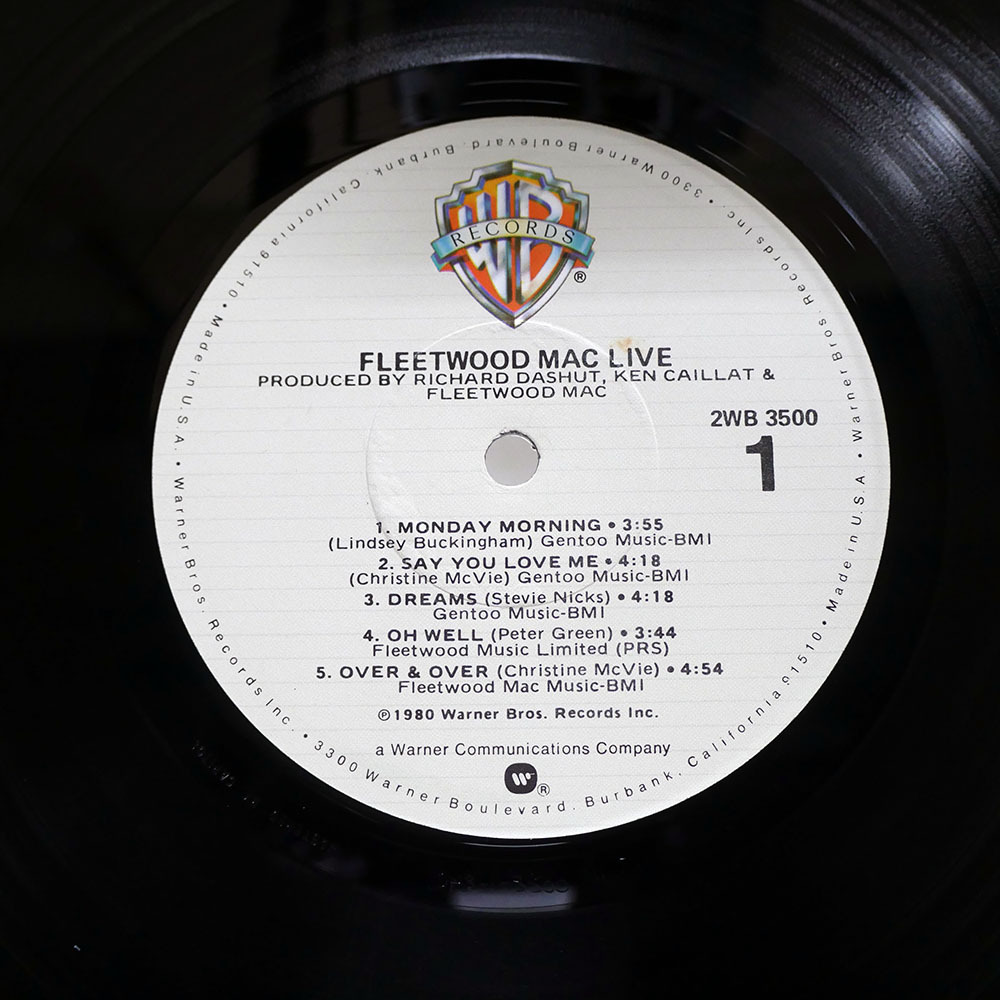 WB
RECORDS
®
FLEETWOOD MAC LIVE
PRODUCED BY RICHARD DASHUT, KEN CAILLAT &
FLEETWOOD MAC
2WB 3500
1
1. MONDAY MORNING • 3:55
(Lindsey Buckingham) Gentoo Music-BMI
2. SAY YOU LOVE ME • 4:18
(Christine McVie) Gentoo Music-BMI
3. DREAMS (Stevie Nicks) • 4:18
Gentoo Music-BMI
4. OH WELL (Peter Green) • 3:44
Fleetwood Music Limited (PRS)
5. OVER & OVER (Christine McVie) • 4:54
Fleetwood Mac Music-BMI
℗1980 Warner Bros. Records Inc.
a Warner Communications Company
®
Warner Bros. Records Inc. • 3300 Warner Boulevard. Burbank. California 91510 • Made in U.S.A. • Warner Bros. Records Inc. • 3300 Warner Boulevard. Burbank. California 91510 • Made in U.S.A. •